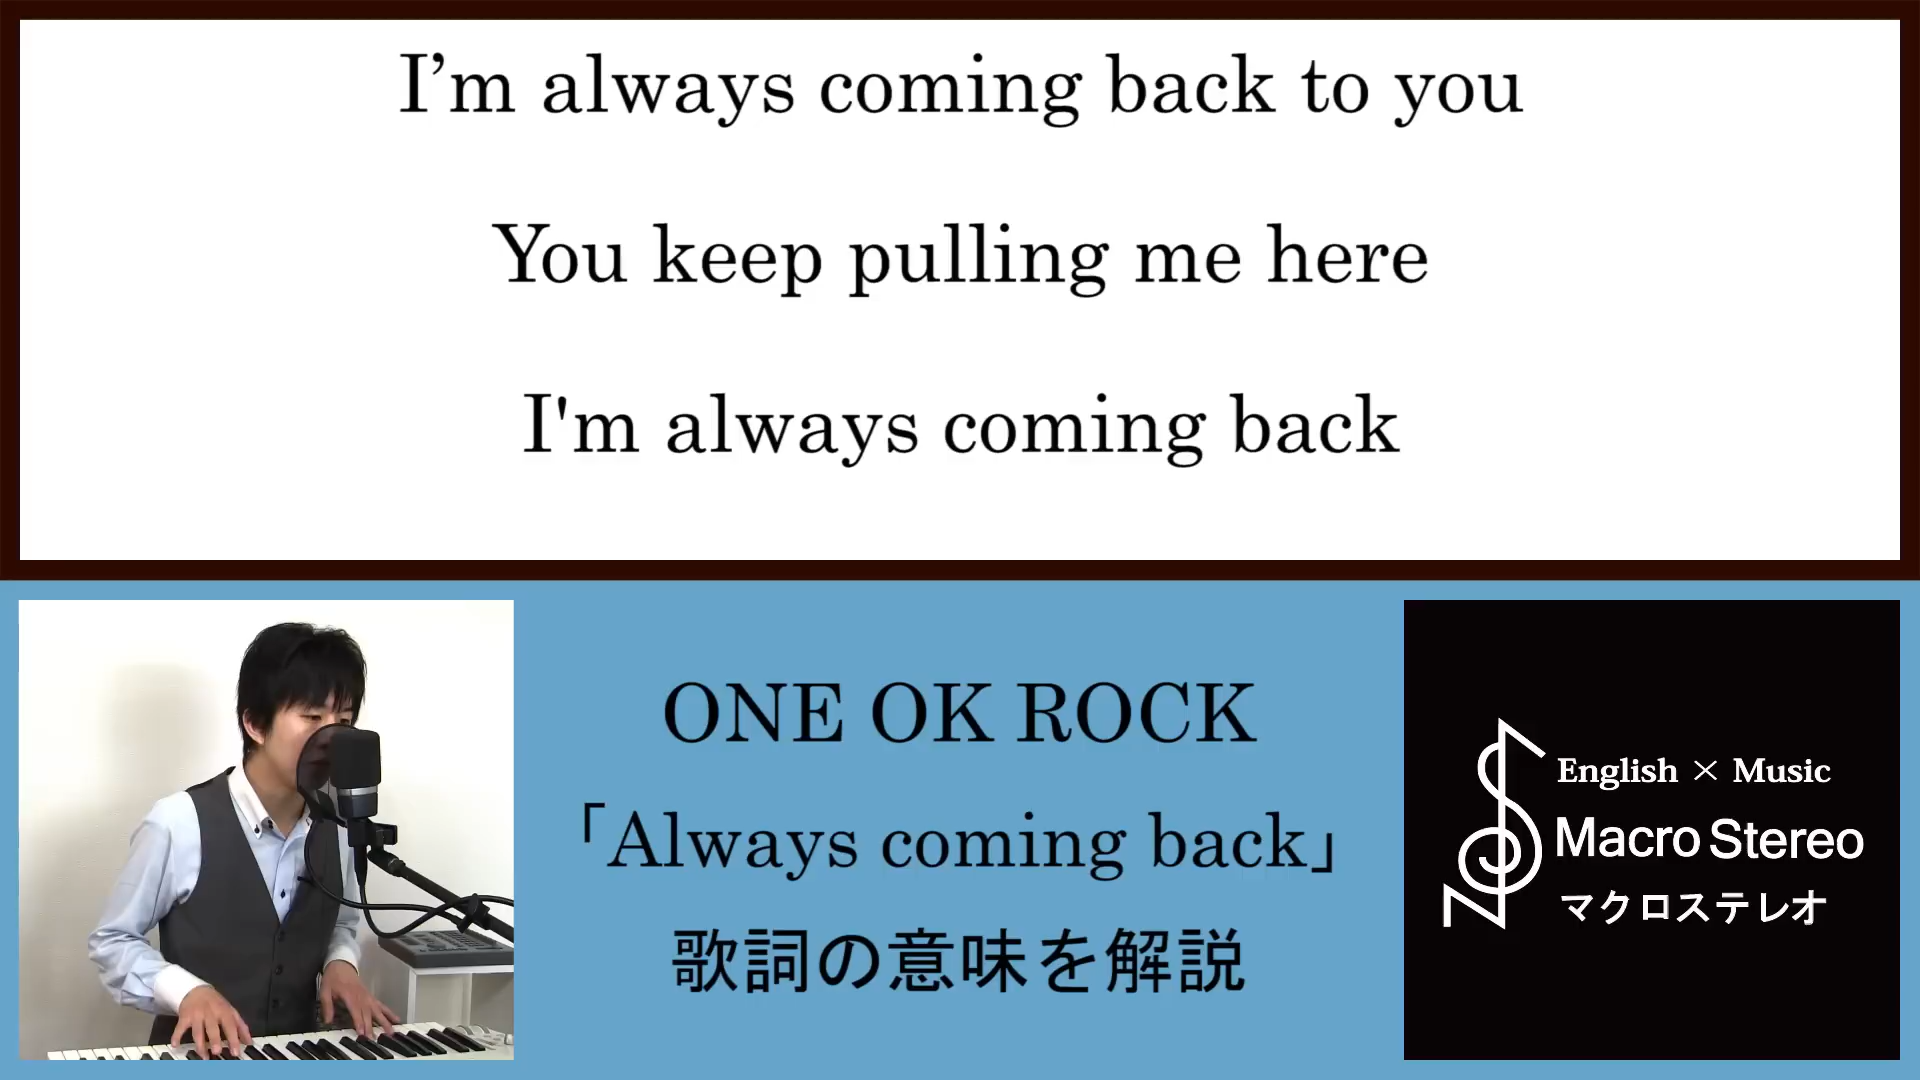 I’m always coming back to you
You keep pulling me here
I'm always coming back
ONE OK ROCK
「Always coming back」
歌詞の意味を解説
English × Music
Macro Stereo
マクロステレオ